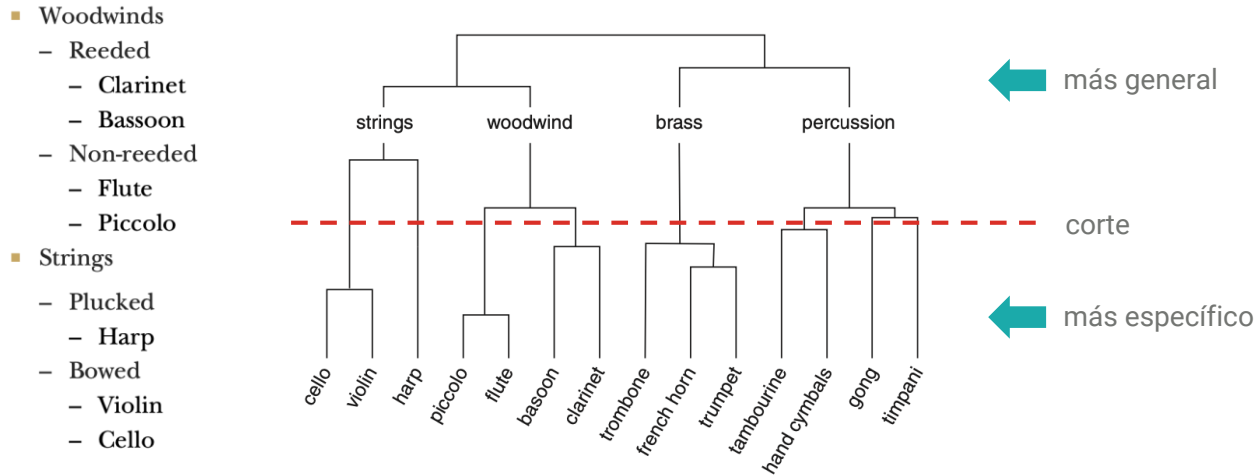 Woodwinds
– Reeded
– Clarinet
– Bassoon
– Non-reeded
– Flute
– Piccolo
Strings
– Plucked
– Harp
– Bowed
– Violin
– Cello
strings woodwind brass percussion
cello violin harp piccolo flute basoon clarinet trombone french horn trumpet tambourine hand cymbals gong timpani
más general
corte
más específico